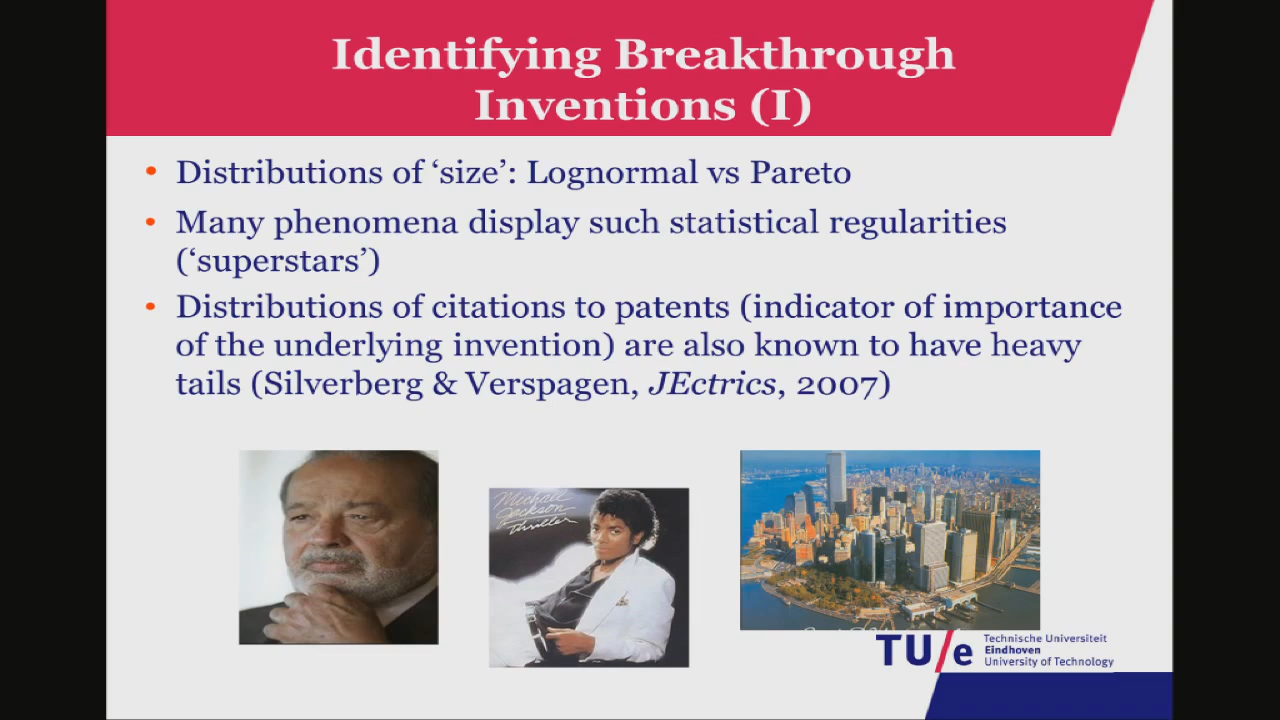 Identifying Breakthrough
Inventions (I)
• Distributions of ‘size’: Lognormal vs Pareto
• Many phenomena display such statistical regularities
(‘superstars’)
• Distributions of citations to patents (indicator of importance
of the underlying invention) are also known to have heavy
tails (Silverberg & Verspagen, JEctrics, 2007)
Michael
Jackson
Thriller
TU/e
Technische Universiteit
Eindhoven
University of Technology